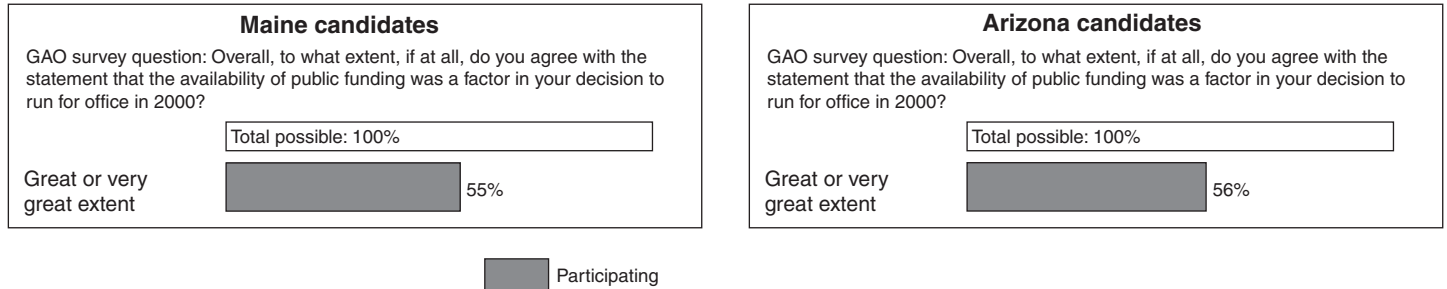 Maine candidates
GAO survey question: Overall, to what extent, if at all, do you agree with the
statement that the availability of public funding was a factor in your decision to
run for office in 2000?
Total possible: 100%
Great or very
great extent
55%
Arizona candidates
GAO survey question: Overall, to what extent, if at all, do you agree with the
statement that the availability of public funding was a factor in your decision to
run for office in 2000?
Total possible: 100%
Great or very
great extent
56%
Participating